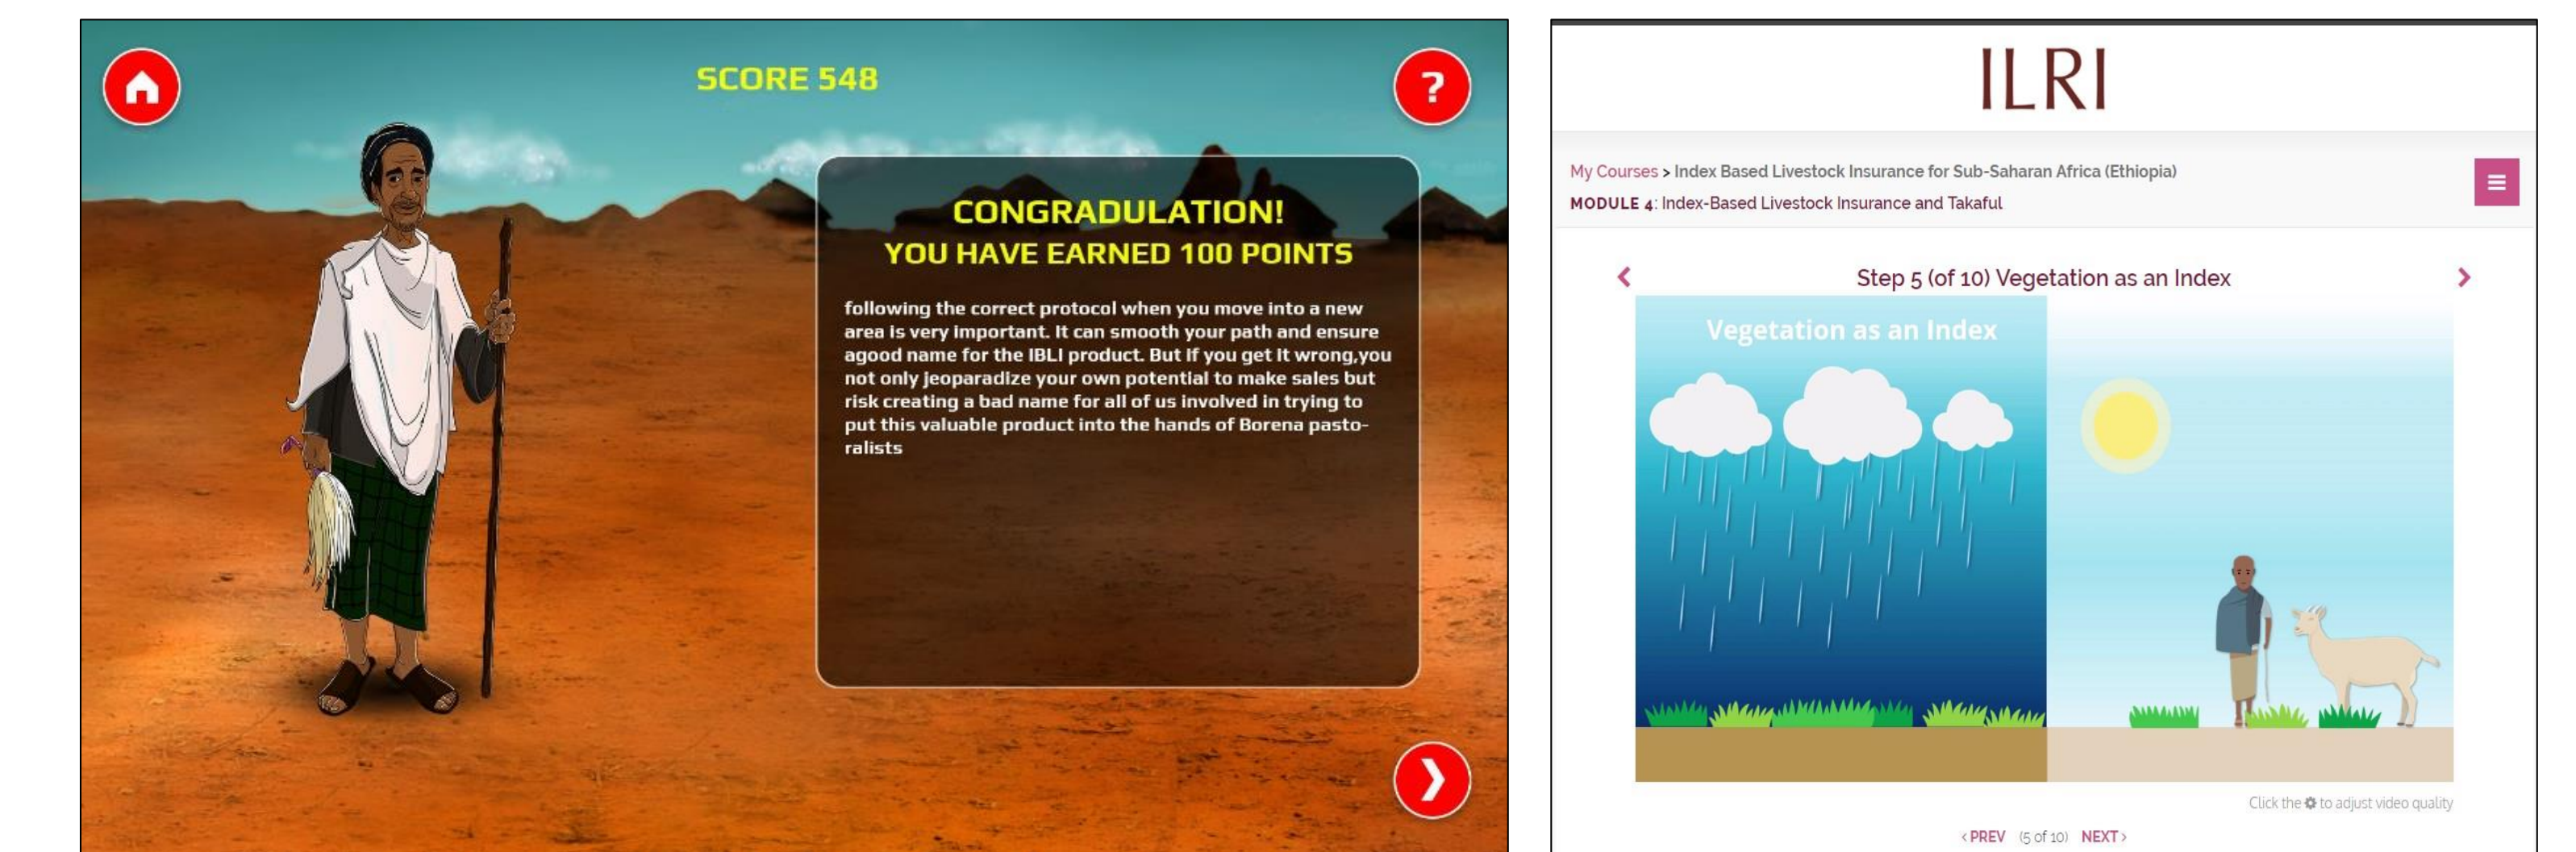 SCORE 548
?
CONGRADULATION!
YOU HAVE EARNED 100 POINTS
following the correct protocol when you move into a new
area is very important. It can smooth your path and ensure
agood name for the IBLI product. But if you get it wrong,you
not only jeoparadize your own potential to make sales but
risk creating a bad name for all of us involved in trying to
put this valuable product into the hands of Borena pasto-
ralists
ILRI
My Courses > Index Based Livestock Insurance for Sub-Saharan Africa (Ethiopia)
MODULE 4: Index-Based Livestock Insurance and Takaful
Step 5 (of 10) Vegetation as an Index
Vegetation as an Index
Click the ⚙ to adjust video quality
‹ PREV (5 of 10) NEXT ›